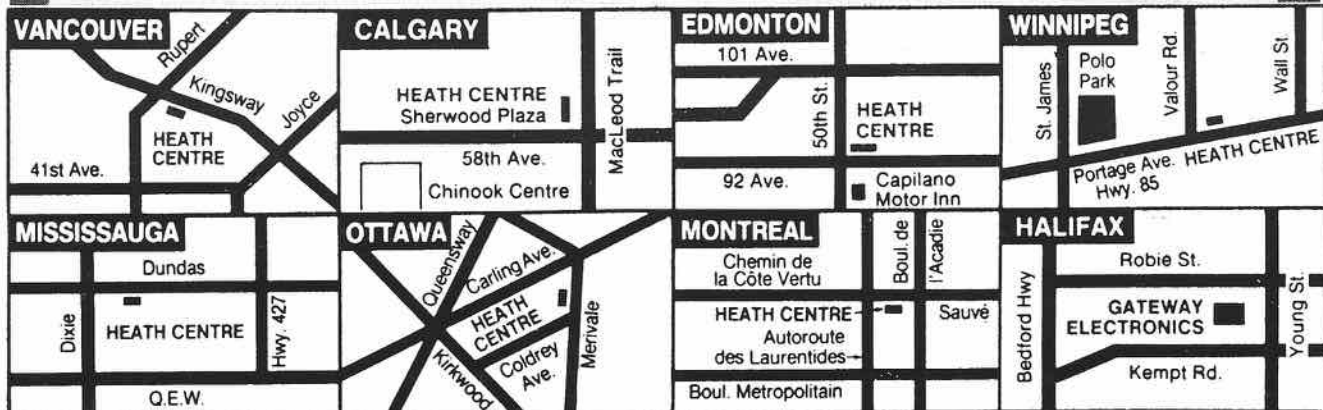 VANCOUVER
Rupert
Kingsway
Joyce
HEATH
CENTRE
41st Ave.
CALGARY
HEATH CENTRE
Sherwood Plaza
MacLeod Trail
58th Ave.
Chinook Centre
EDMONTON
101 Ave.
50th St.
HEATH
CENTRE
92 Ave.
Capilano
Motor Inn
WINNIPEG
St. James
Polo
Park
Valour Rd.
Wall St.
Portage Ave. HEATH CENTRE
Hwy. 85
MISSISSAUGA
Dundas
Dixie
HEATH CENTRE
Hwy. 427
Q.E.W.
OTTAWA
Queensway
Carling Ave.
HEATH
CENTRE
Merivale
Coldrey
Ave.
Kirkwood
MONTREAL
Chemin de
la Côte Vertu
Boul. de
l'Acadie
HEATH CENTRE
Sauvé
Autoroute
des Laurentides
Boul. Metropolitain
HALIFAX
Robie St.
Bedford Hwy
GATEWAY
ELECTRONICS
Young St.
Kempt Rd.